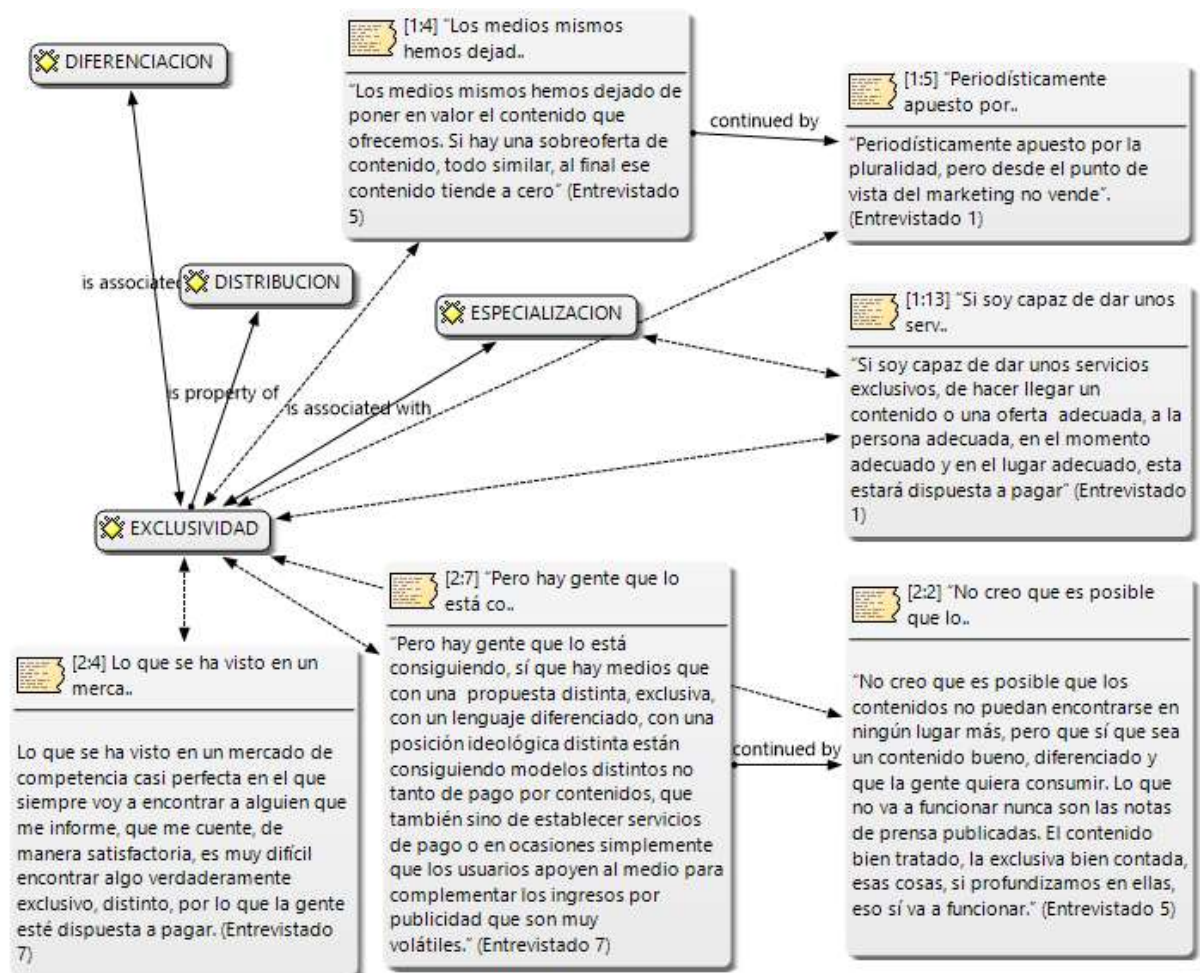 DIFERENCIACION
[1:4] “Los medios mismos
hemos dejad..
“Los medios mismos hemos dejado de
poner en valor el contenido que
ofrecemos. Si hay una sobreoferta de
contenido, todo similar, al final ese
contenido tiende a cero” (Entrevistado
5)
continued by
[1:5] “Periodísticamente
apuesto por..
“Periodísticamente apuesto por la
pluralidad, pero desde el punto de
vista del marketing no vende”.
(Entrevistado 1)
is associated
DISTRIBUCION
ESPECIALIZACION
is property of
is associated with
[1:13] “Si soy capaz de dar unos
serv..
“Si soy capaz de dar unos servicios
exclusivos, de hacer llegar un
contenido o una oferta adecuada, a la
persona adecuada, en el momento
adecuado y en el lugar adecuado, esta
estará dispuesta a pagar” (Entrevistado
1)
EXCLUSIVIDAD
[2:4] Lo que se ha visto en un
merca..
Lo que se ha visto en un mercado de
competencia casi perfecta en el que
siempre voy a encontrar a alguien que
me informe, que me cuente, de
manera satisfactoria, es muy difícil
encontrar algo verdaderamente
exclusivo, distinto, por lo que la gente
esté dispuesta a pagar. (Entrevistado
7)
[2:7] “Pero hay gente que lo
está co..
“Pero hay gente que lo está
consiguiendo, sí que hay medios que
con una propuesta distinta, exclusiva,
con un lenguaje diferenciado, con una
posición ideológica distinta están
consiguiendo modelos distintos no
tanto de pago por contenidos, que
también sino de establecer servicios
de pago o en ocasiones simplemente
que los usuarios apoyen al medio para
complementar los ingresos por
publicidad que son muy
volátiles.” (Entrevistado 7)
continued by
[2:2] “No creo que es posible
que lo..
“No creo que es posible que los
contenidos no puedan encontrarse en
ningún lugar más, pero que sí que sea
un contenido bueno, diferenciado y
que la gente quiera consumir. Lo que
no va a funcionar nunca son las notas
de prensa publicadas. El contenido
bien tratado, la exclusiva bien contada,
esas cosas, si profundizamos en ellas,
eso sí va a funcionar.” (Entrevistado 5)